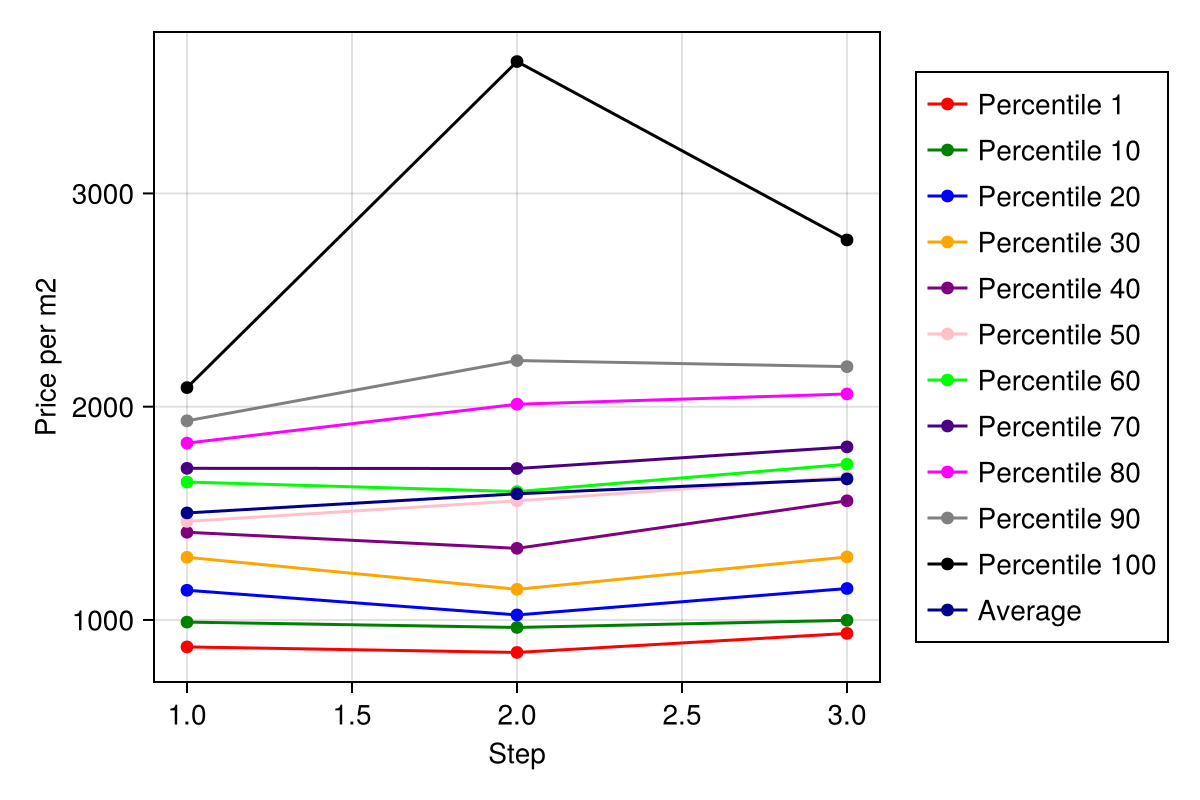 3000
2000
1000
Price per m2
1.0 1.5 2.0 2.5 3.0
Step
Percentile 1
Percentile 10
Percentile 20
Percentile 30
Percentile 40
Percentile 50
Percentile 60
Percentile 70
Percentile 80
Percentile 90
Percentile 100
Average